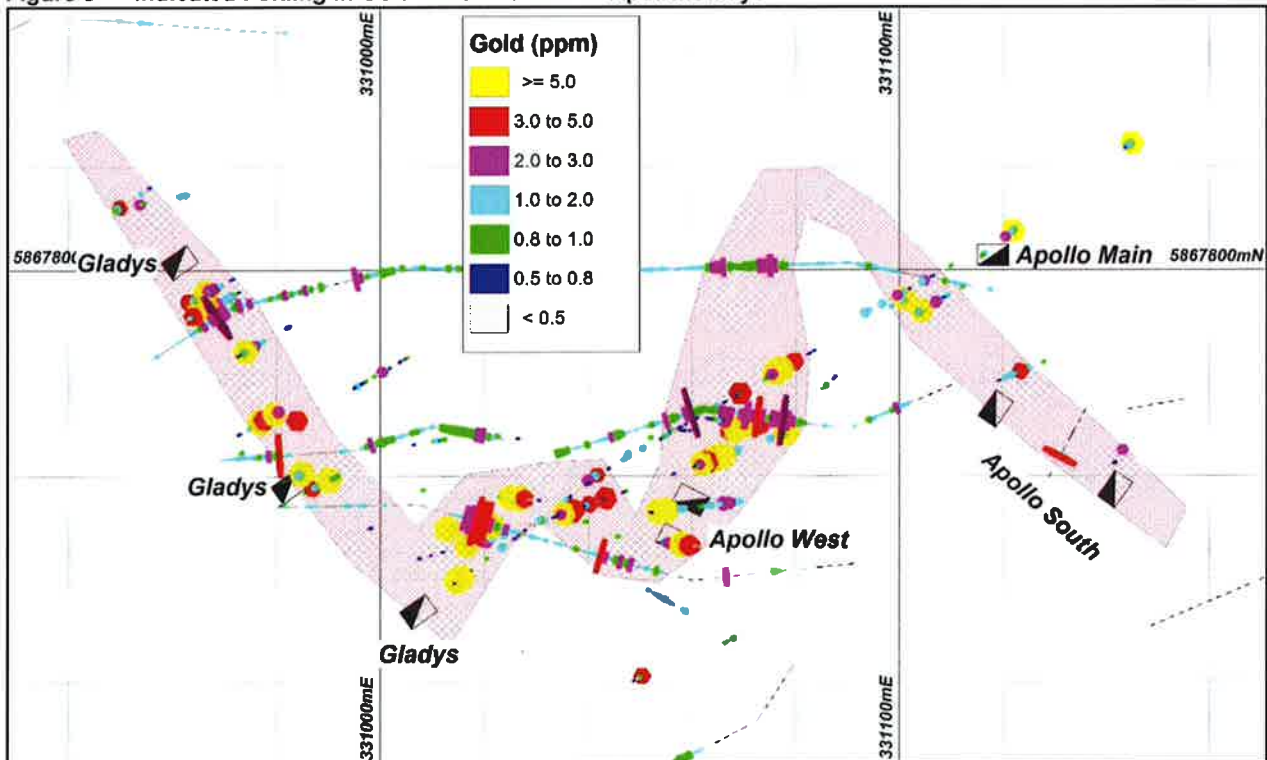 331000mE
331100mE
Gold (ppm)
>= 5.0
3.0 to 5.0
2.0 to 3.0
1.0 to 2.0
0.8 to 1.0
0.5 to 0.8
< 0.5
Gladys
Apollo Main
5867800mN
Gladys
Apollo West
Apollo South
Gladys
331000mE
331100mE